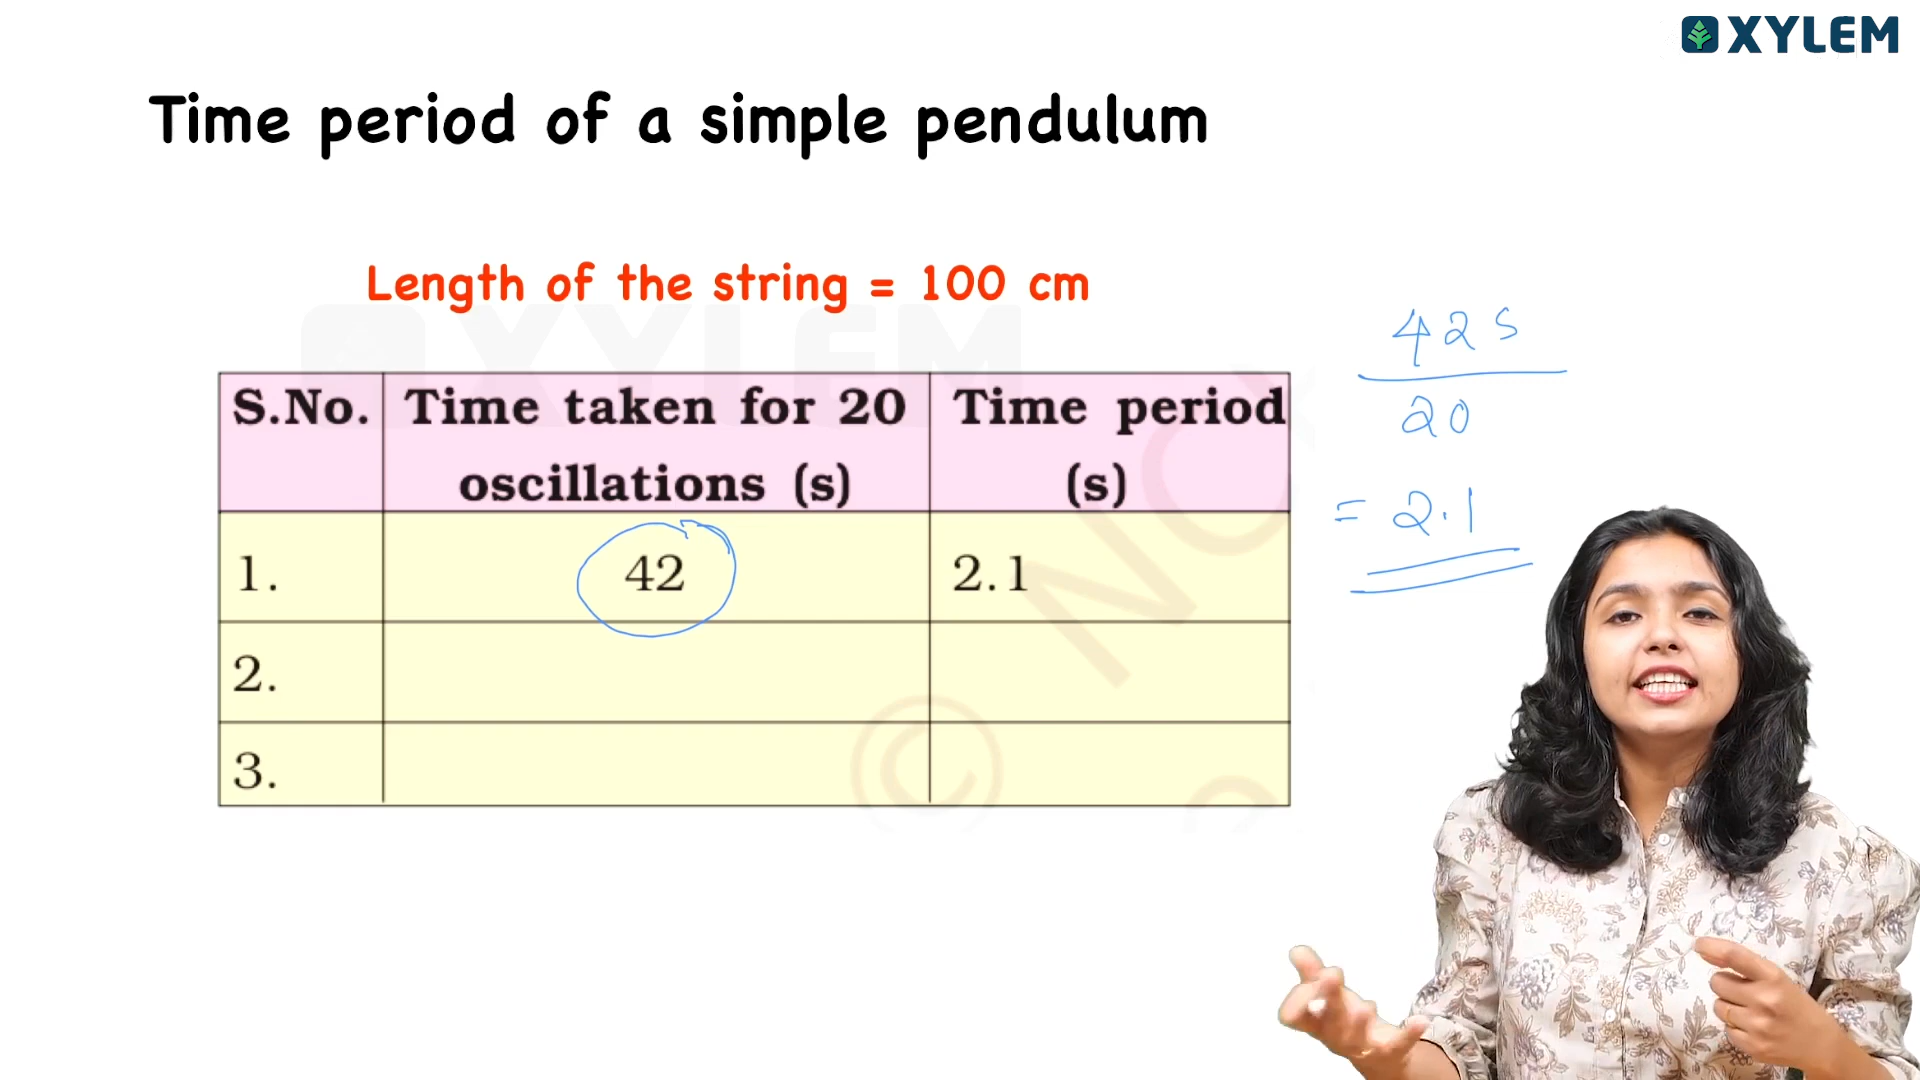 XYLEM
Time period of a simple pendulum
Length of the string = 100 cm
XYLEM
S.No. Time taken for 20 oscillations (s) Time period (s)
1. 42 2.1
2.
3.
42 s
20
= 2.1
©